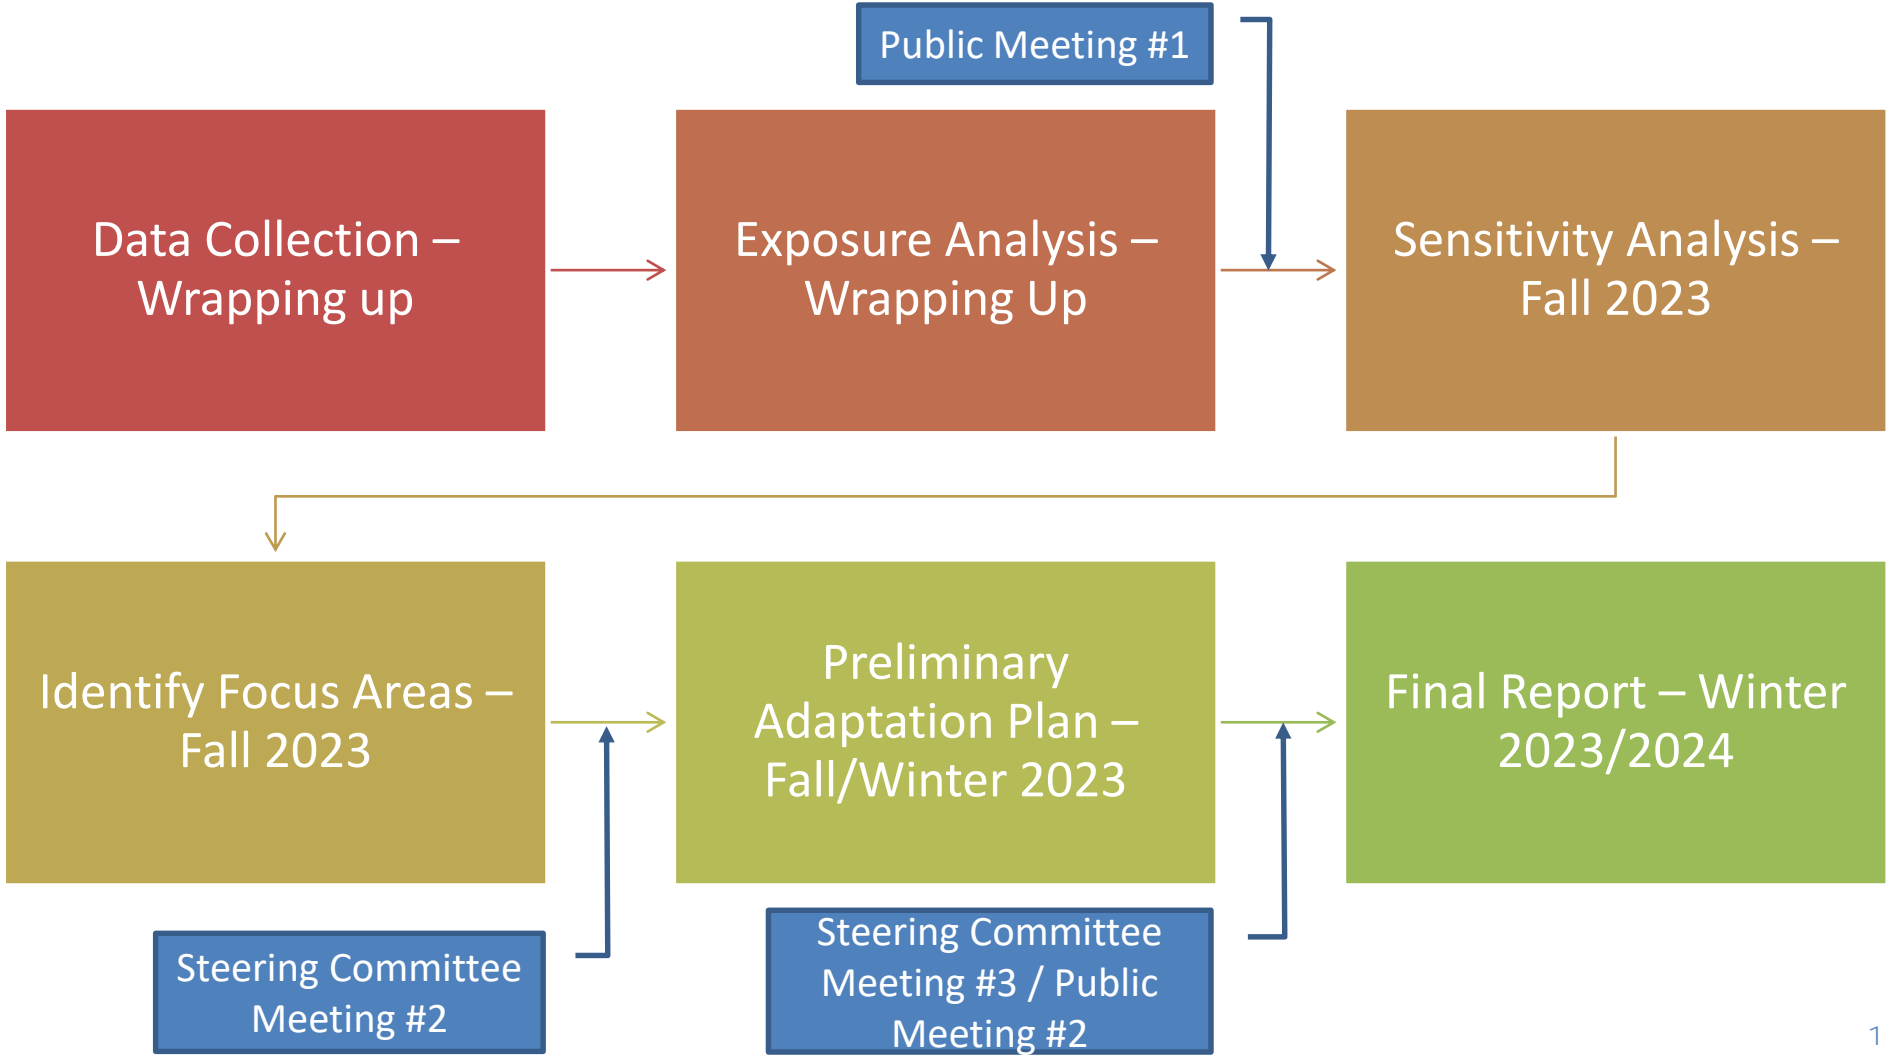 Public Meeting #1
Data Collection –
Wrapping up
Exposure Analysis –
Wrapping Up
Sensitivity Analysis –
Fall 2023
Identify Focus Areas –
Fall 2023
Preliminary
Adaptation Plan –
Fall/Winter 2023
Final Report – Winter
2023/2024
Steering Committee
Meeting #2
Steering Committee
Meeting #3 / Public
Meeting #2
1